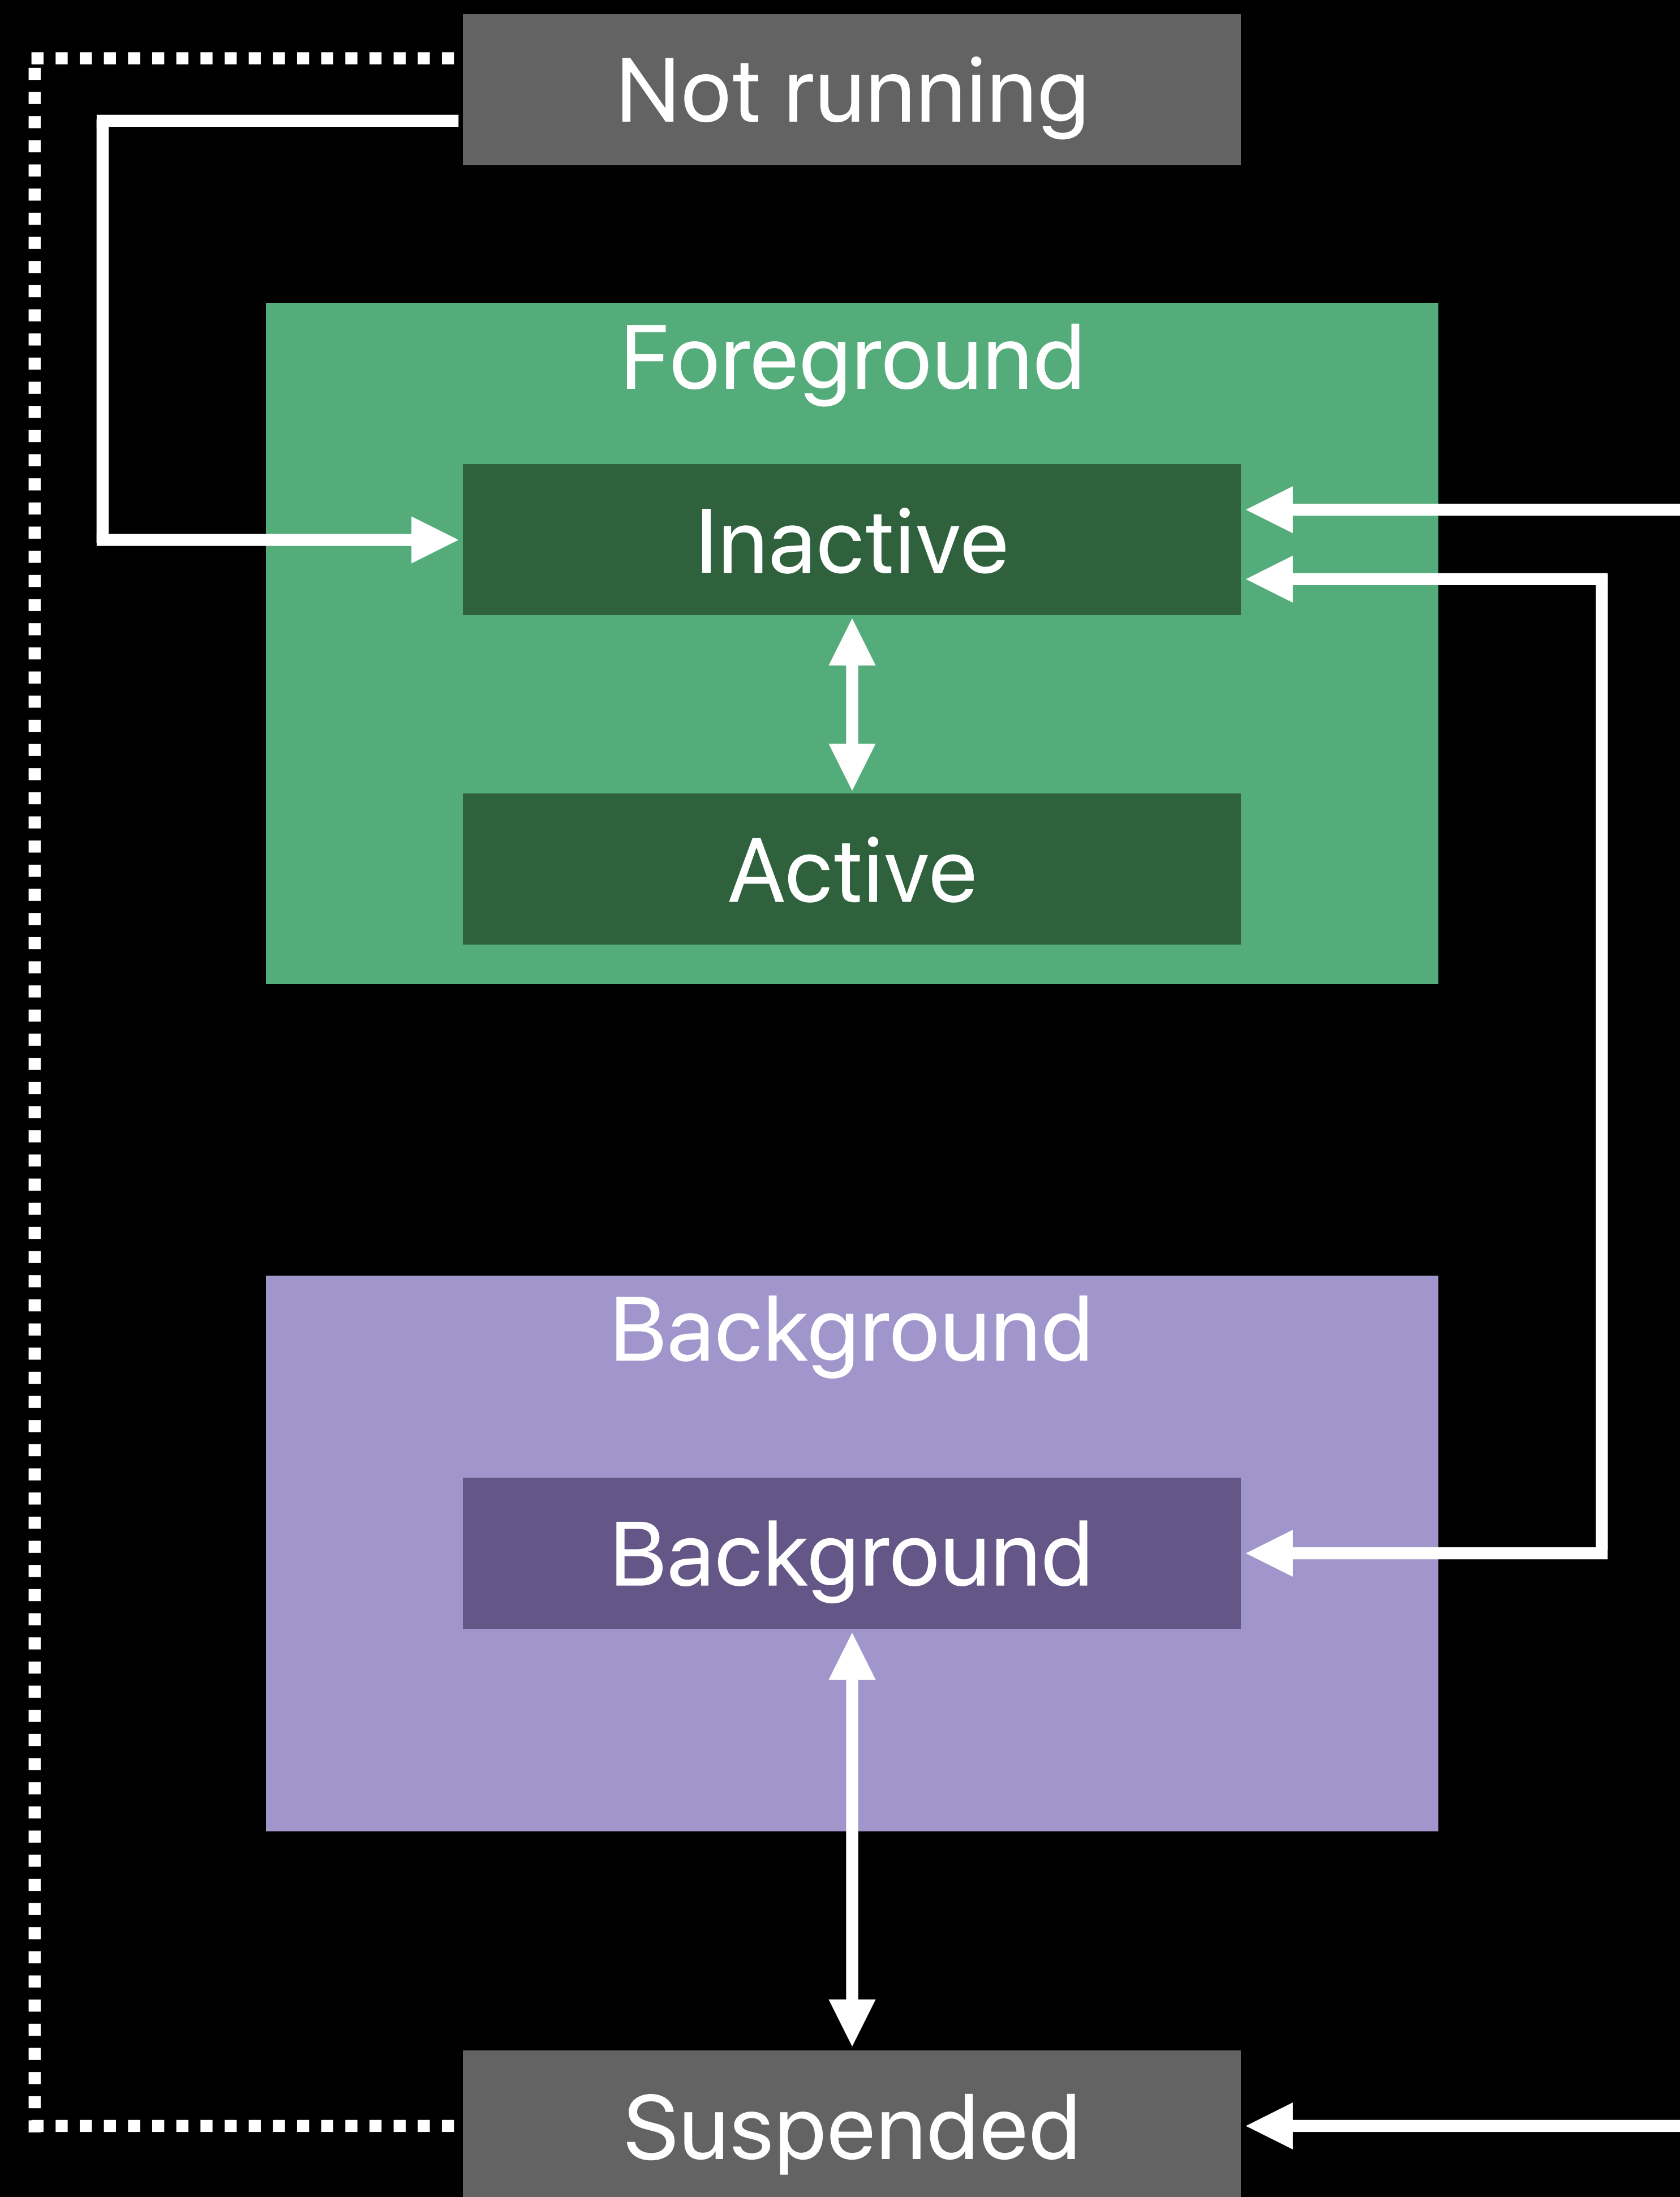 Not running
Foreground
Inactive
Active
Background
Background
Suspended